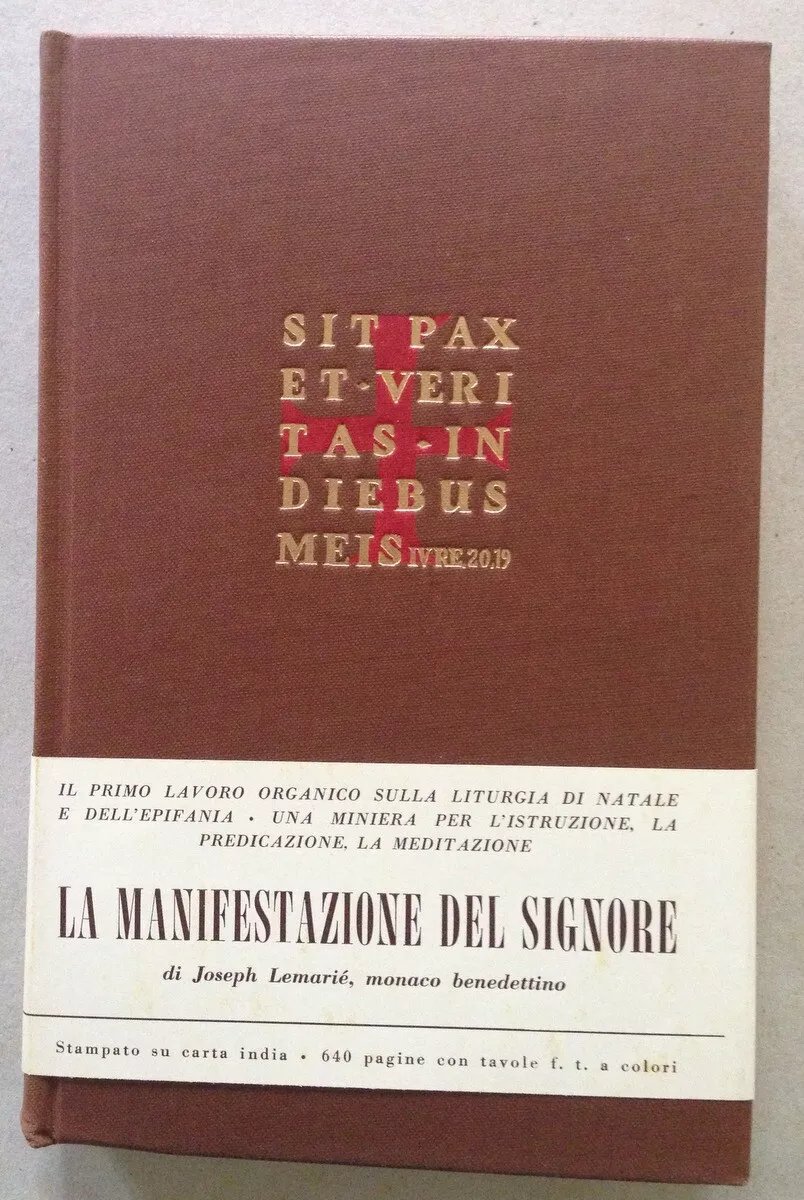 SIT PAX
ET·VERI
TAS·IN
DIEBUS
MEIS IV RE. 20,19
IL PRIMO LAVORO ORGANICO SULLA LITURGIA DI NATALE
E DELL'EPIFANIA • UNA MINIERA PER L'ISTRUZIONE, LA
PREDICAZIONE, LA MEDITAZIONE
LA MANIFESTAZIONE DEL SIGNORE
di Joseph Lemarié, monaco benedettino
Stampato su carta india • 640 pagine con tavole f. t. a colori